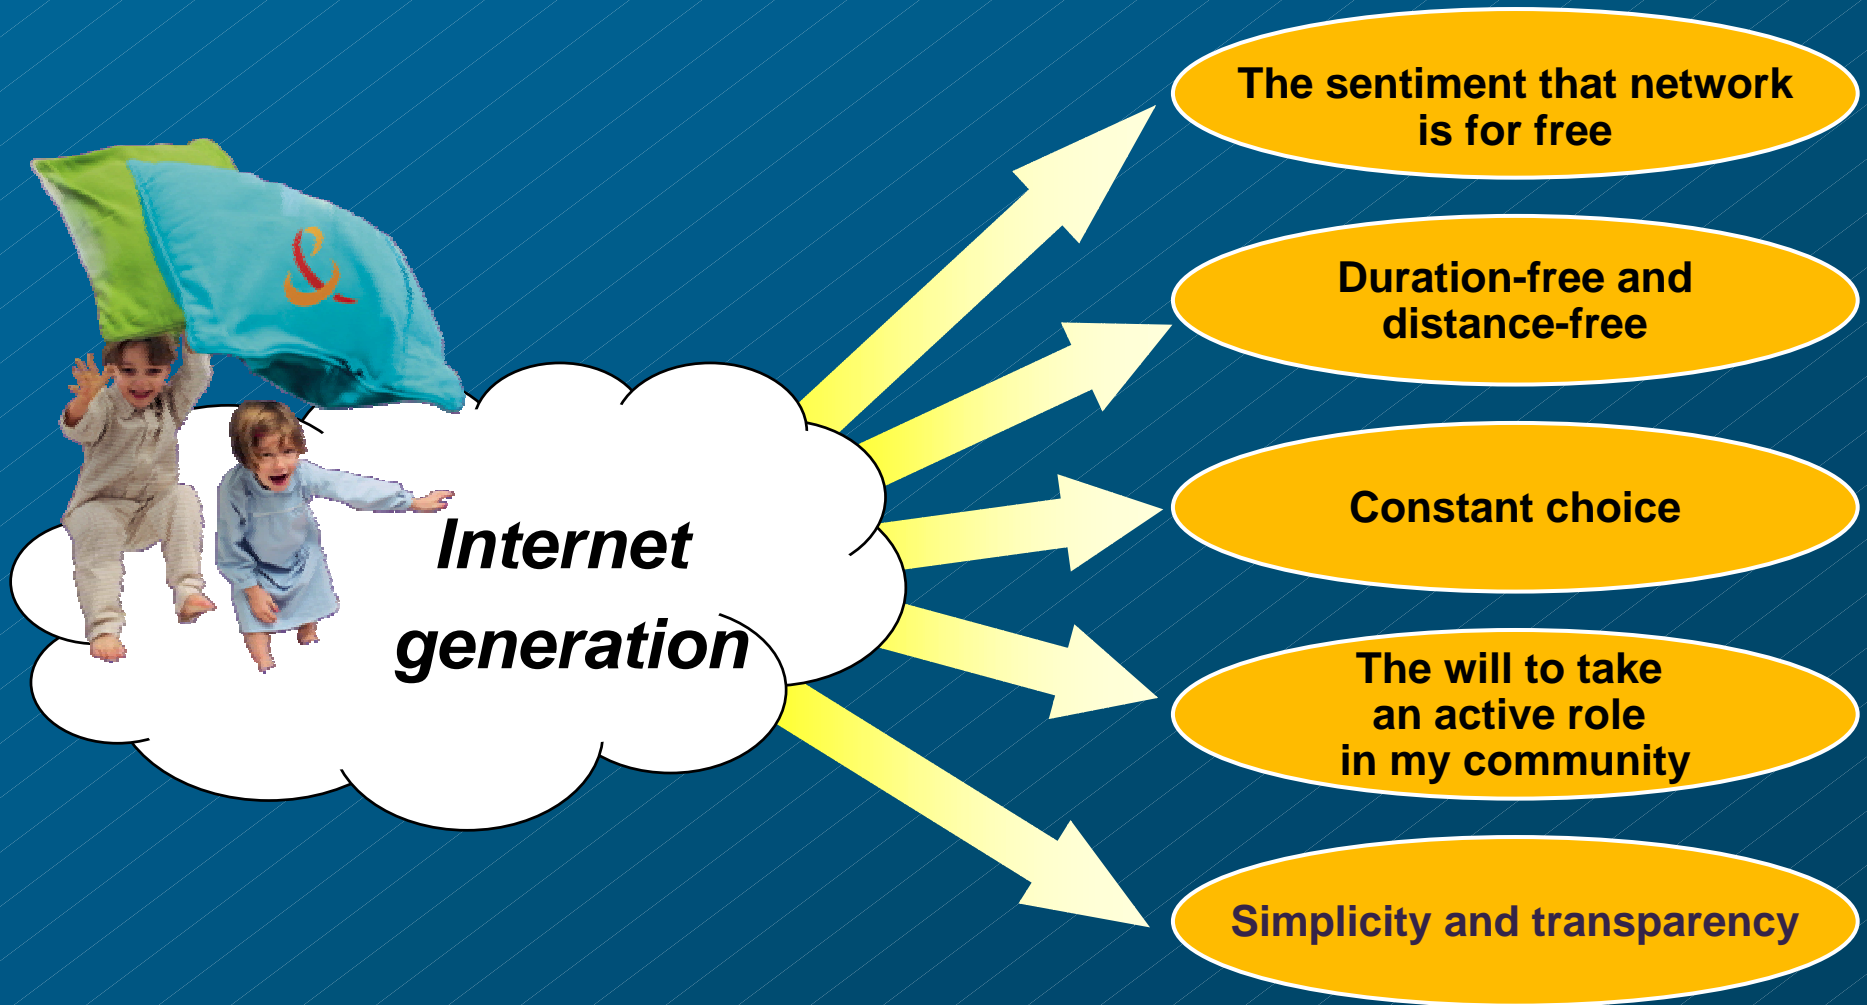 The sentiment that network
is for free
Duration-free and
distance-free
Constant choice
The will to take
an active role
in my community
Simplicity and transparency
&
Internet
generation